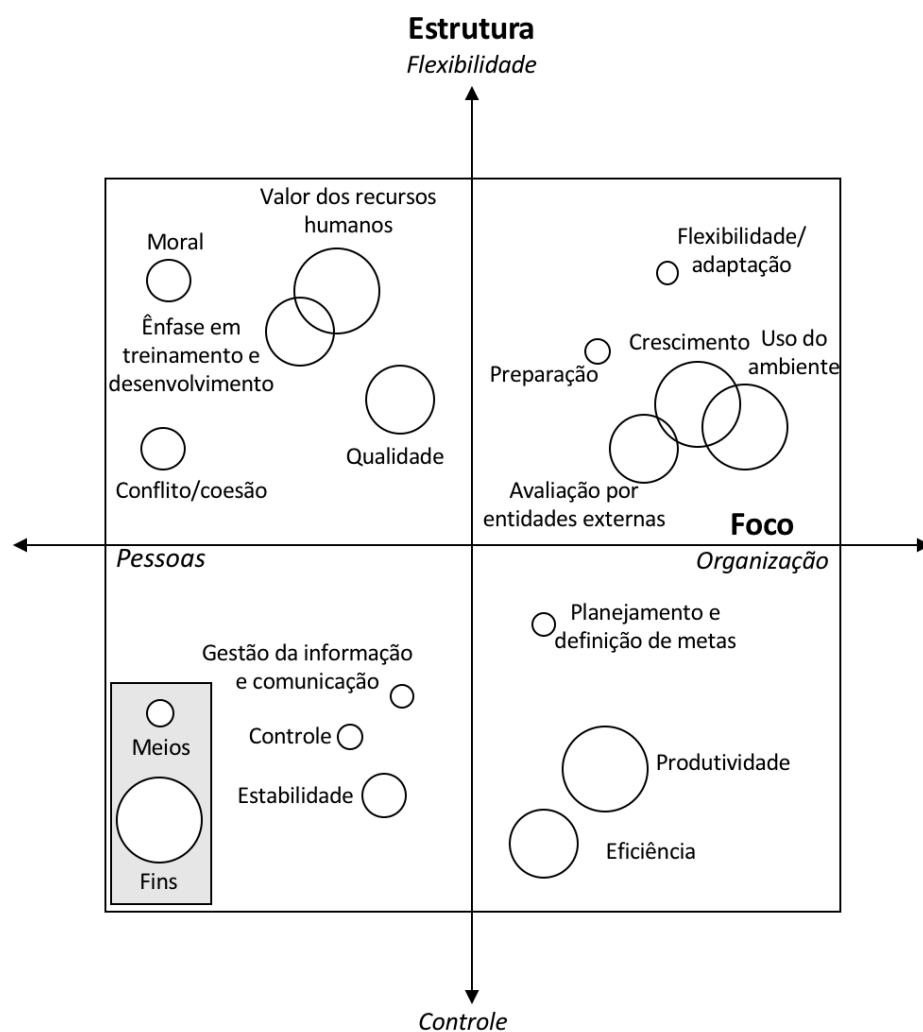 Estrutura
Flexibilidade
Valor dos recursos
humanos
Moral
Flexibilidade/
adaptação
Ênfase em
treinamento e
desenvolvimento
Crescimento
Uso do
ambiente
Preparação
Qualidade
Conflito/coesão
Avaliação por
entidades externas
Foco
Pessoas
Organização
Planejamento e
definição de metas
Gestão da informação
e comunicação
Controle
Meios
Produtividade
Estabilidade
Eficiência
Fins
Controle